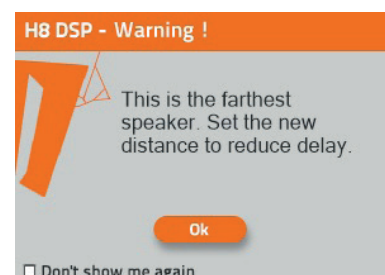 H8 DSP - Warning !
This is the farthest
speaker. Set the new
distance to reduce delay.
Ok
Don't show me again